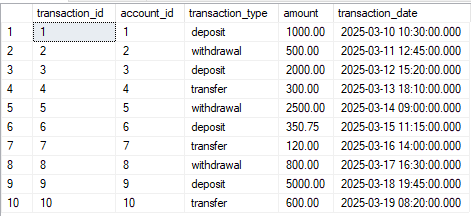 transaction_id account_id transaction_type amount transaction_date
1 1 1 deposit 1000.00 2025-03-10 10:30:00.000
2 2 2 withdrawal 500.00 2025-03-11 12:45:00.000
3 3 3 deposit 2000.00 2025-03-12 15:20:00.000
4 4 4 transfer 300.00 2025-03-13 18:10:00.000
5 5 5 withdrawal 2500.00 2025-03-14 09:00:00.000
6 6 6 deposit 350.75 2025-03-15 11:15:00.000
7 7 7 transfer 120.00 2025-03-16 14:00:00.000
8 8 8 withdrawal 800.00 2025-03-17 16:30:00.000
9 9 9 deposit 5000.00 2025-03-18 19:45:00.000
10 10 10 transfer 600.00 2025-03-19 08:20:00.000